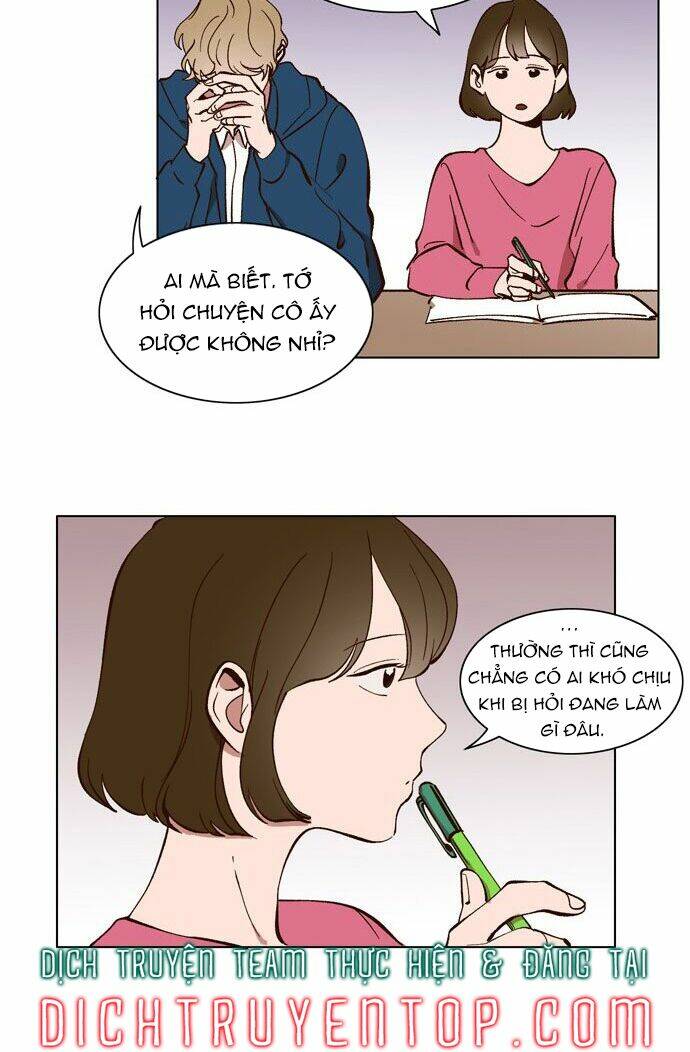 AI MÀ BIẾT. TỚ
HỎI CHUYỆN CÔ ẤY
ĐƯỢC KHÔNG NHỈ?
...
THƯỜNG THÌ CŨNG
CHẲNG CÓ AI KHÓ CHỊU
KHI BỊ HỎI ĐANG LÀM
GÌ ĐÂU.
DỊCH TRUYỆN TEAM THỰC HIỆN & ĐĂNG TẠI
DICHTRUYENTOP.COM